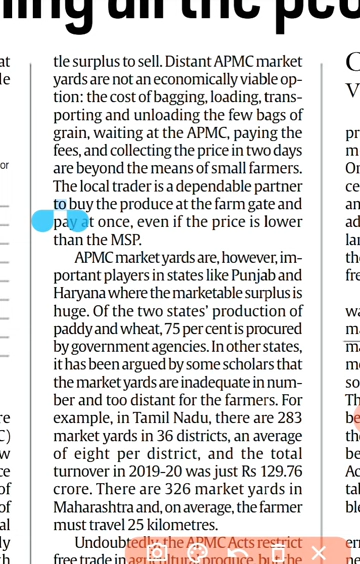 tle surplus to sell. Distant APMC market
yards are not an economically viable op-
tion: the cost of bagging, loading, trans-
porting and unloading the few bags of
grain, waiting at the APMC, paying the
fees, and collecting the price in two days
are beyond the means of small farmers.
The local trader is a dependable partner
to buy the produce at the farm gate and
pay at once, even if the price is lower
than the MSP.
APMC market yards are, however, im-
portant players in states like Punjab and
Haryana where the marketable surplus is
huge. Of the two states' production of
paddy and wheat, 75 per cent is procured
by government agencies. In other states,
it has been argued by some scholars that
the market yards are inadequate in num-
ber and too distant for the farmers. For
example, in Tamil Nadu, there are 283
market yards in 36 districts, an average
of eight per district, and the total
turnover in 2019-20 was just Rs 129.76
crore. There are 326 market yards in
Maharashtra and, on average, the farmer
must travel 25 kilometres.
Undoubtedly, the APMC Acts restrict
free trade in agricultural produce, but the